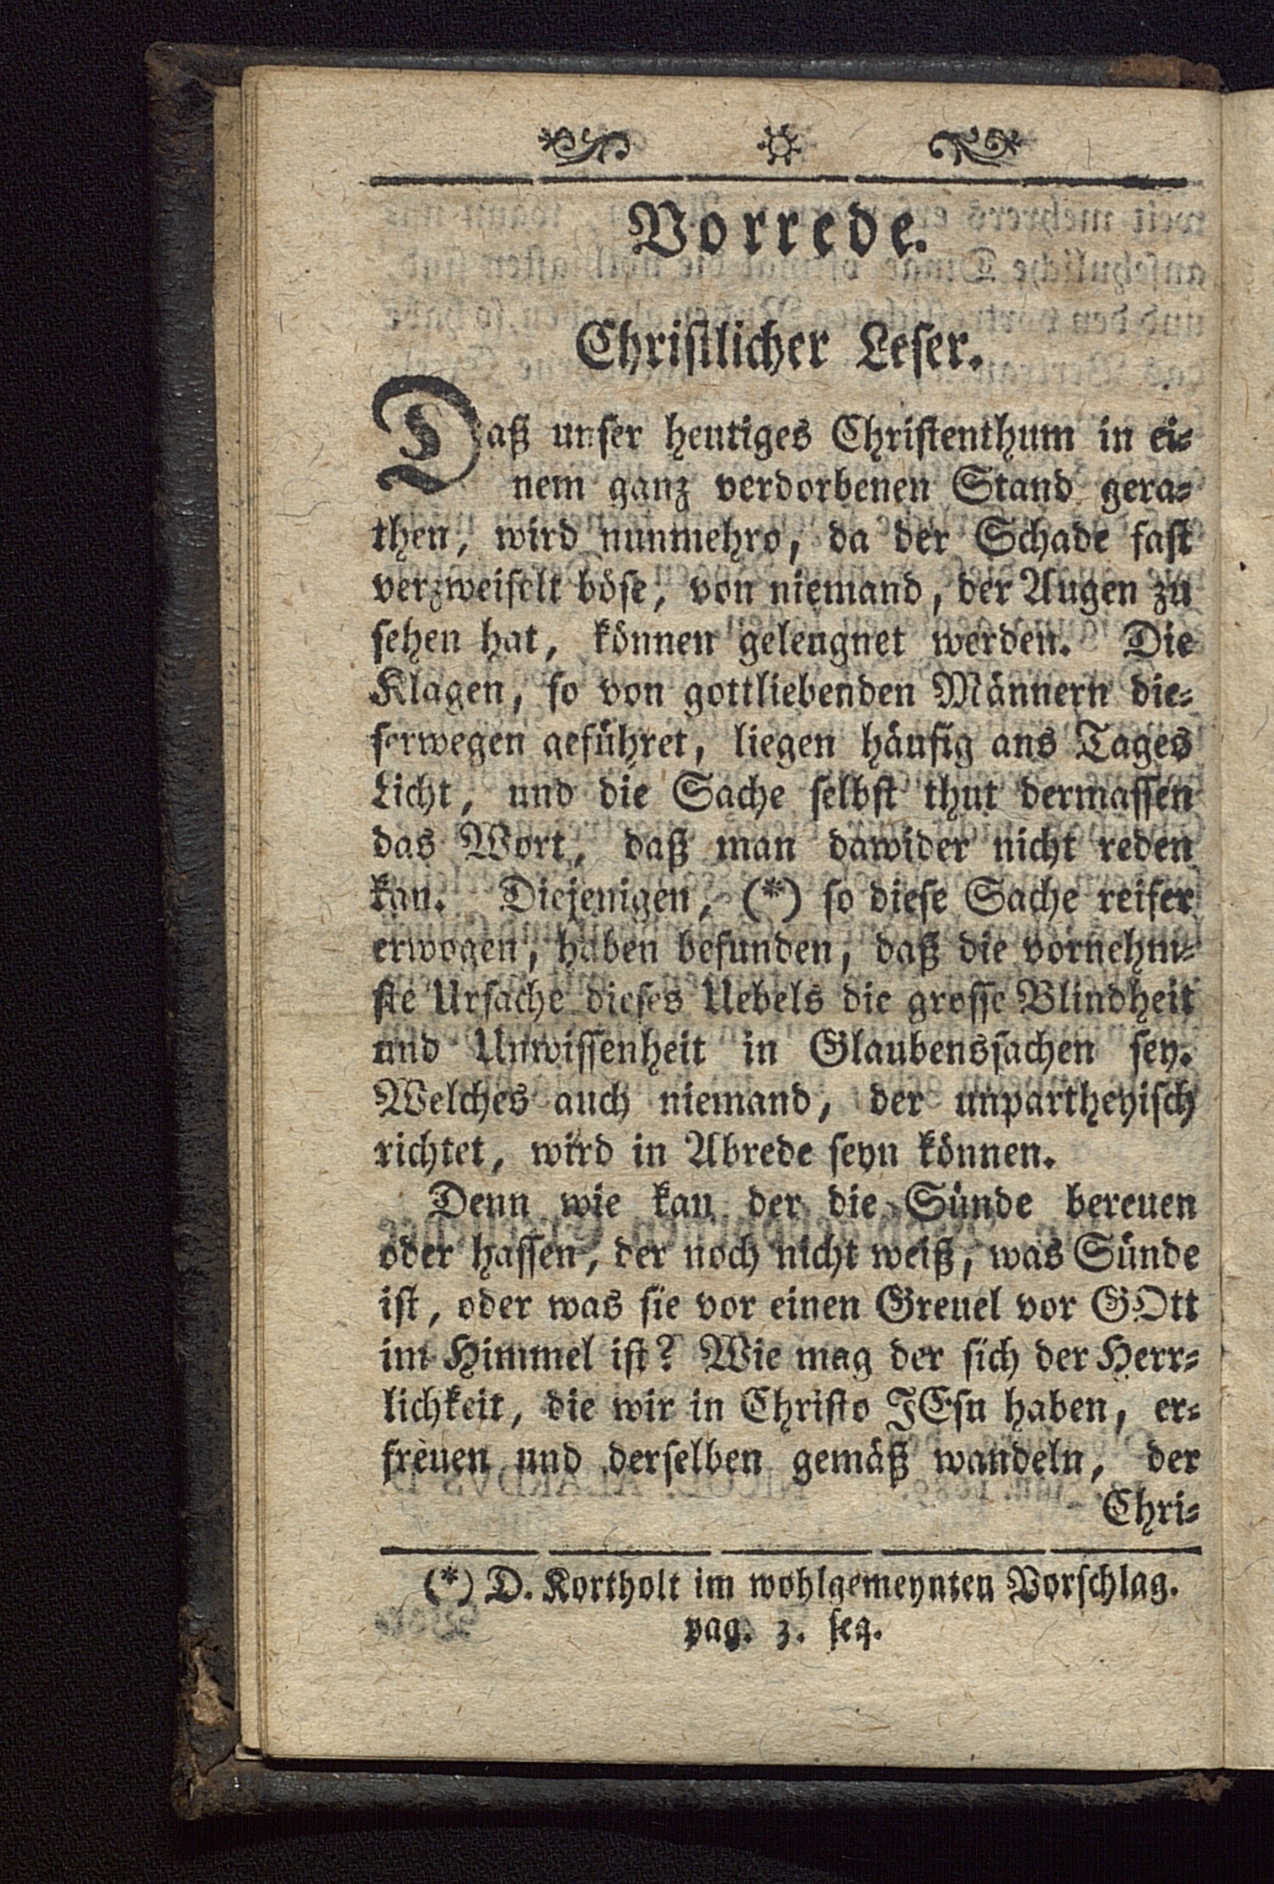 Vorrede.
Christlicher Leser.
Daß unser heutiges Christenthum in ei-
nem ganz verdorbenen Stand gera-
then, wird nunmehro, da der Schade fast
verzweifelt böse, von niemand, der Augen zu
sehen hat, können geleugnet werden. Die
Klagen, so von gottliebenden Männern die-
serwegen geführet, liegen häufig ans Tages
Licht, und die Sache selbst thut dermassen
das Wort, daß man dawider nicht reden
kan. Diejenigen, (*) so diese Sache reifer
erwogen, haben befunden, daß die vornehm-
ste Ursache dieses Uebels die grosse Blindheit
und Unwissenheit in Glaubenssachen sey.
Welches auch niemand, der unpartheyisch
richtet, wird in Abrede seyn können.
Denn wie kan der die Sünde bereuen
oder hassen, der noch nicht weiß, was Sünde
ist, oder was sie vor einen Greuel vor GOtt
im Himmel ist? Wie mag der sich der Herr-
lichkeit, die wir in Christo JEsu haben, er-
freuen und derselben gemäß wandeln, der
Chri-
(*) D. Kortholt im wohlgemeynten Vorschlag.
pag. 3. seq.